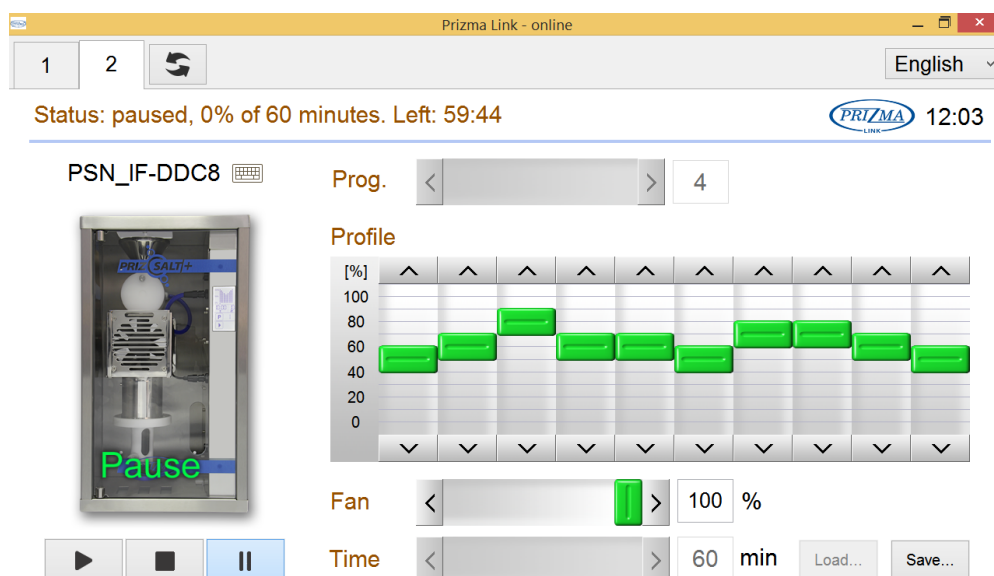 Prizma Link - online
1 2 English
Status: paused, 0% of 60 minutes. Left: 59:44
PRIZMA LINK 12:03
PSN_IF-DDC8
Prog. 4
Profile
[%]
100
80
60
40
20
0
SALT+
Pause
Fan 100 %
Time 60 min Load... Save...